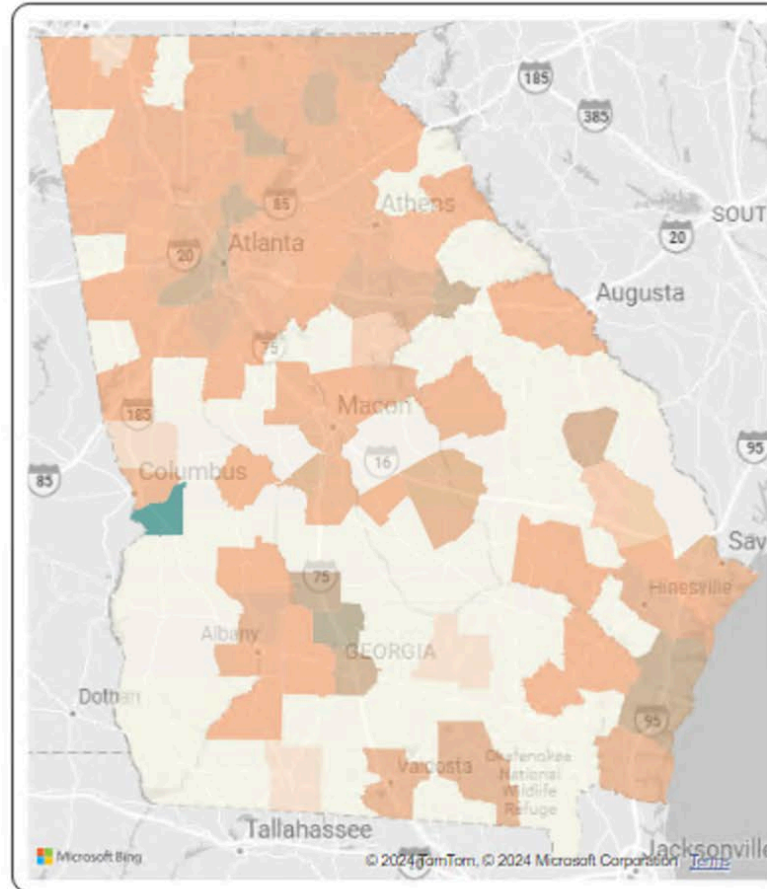 185
385
Athens
SOUT
85
20
Atlanta
20
Augusta
75
Macon
185
16
95
Columbus
85
Sav
75
Hinesville
Albany
GEORGIA
Dothan
95
Valdosta
Okefenokee
National
Wildlife
Refuge
Tallahassee
Jacksonville
Microsoft Bing
© 2024 TomTom, © 2024 Microsoft Corporation Terms
10